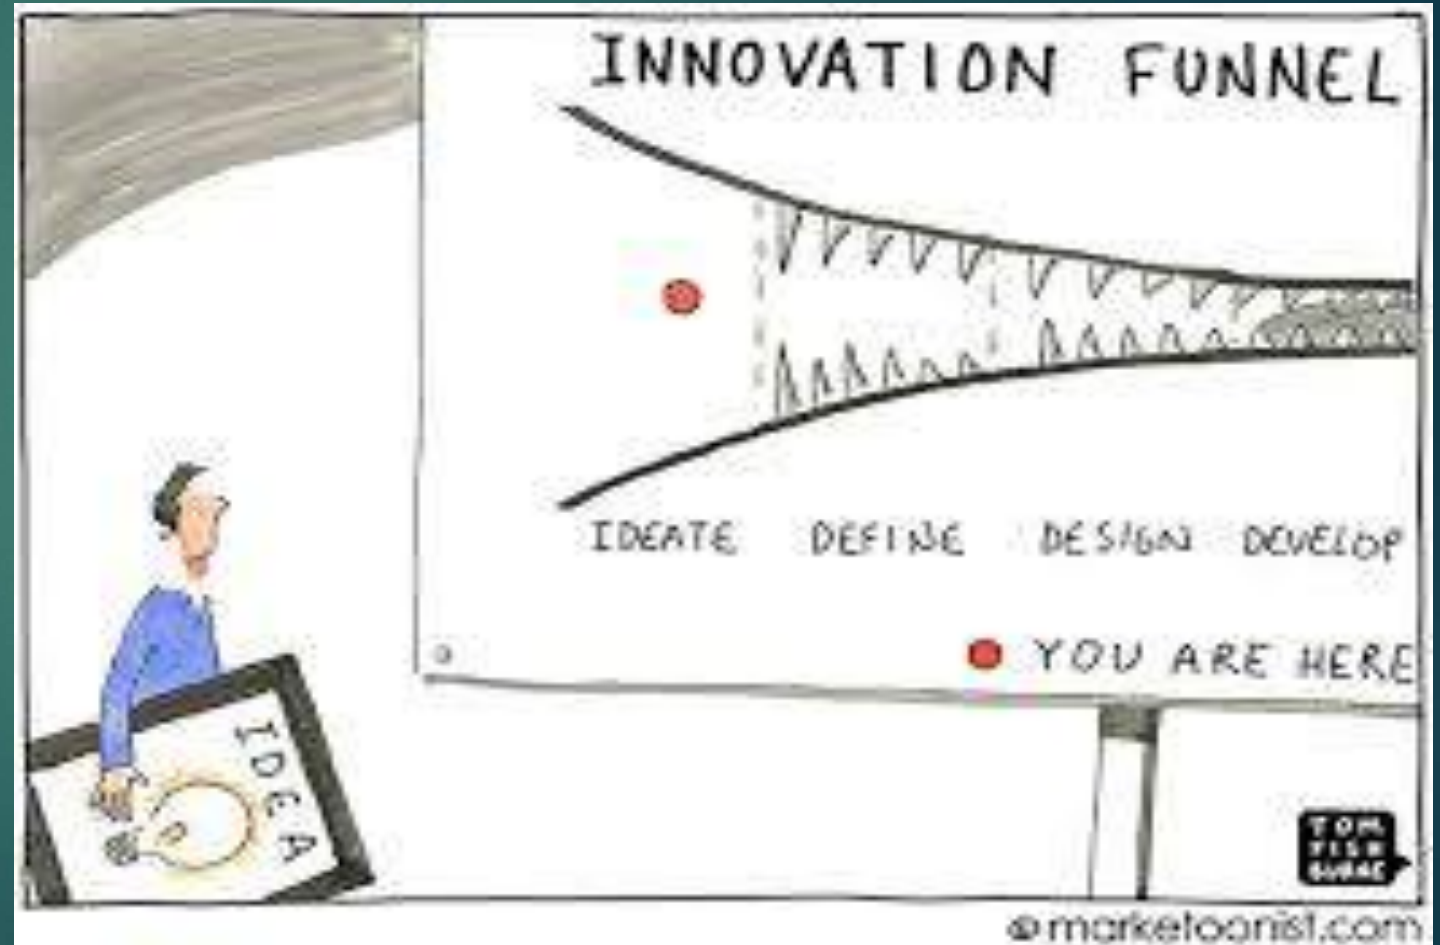 INNOVATION FUNNEL
IDEATE DEFINE DESIGN DEVELOP
YOU ARE HERE
IDEA
TOM
FISH
BURNE
© marketoonist.com